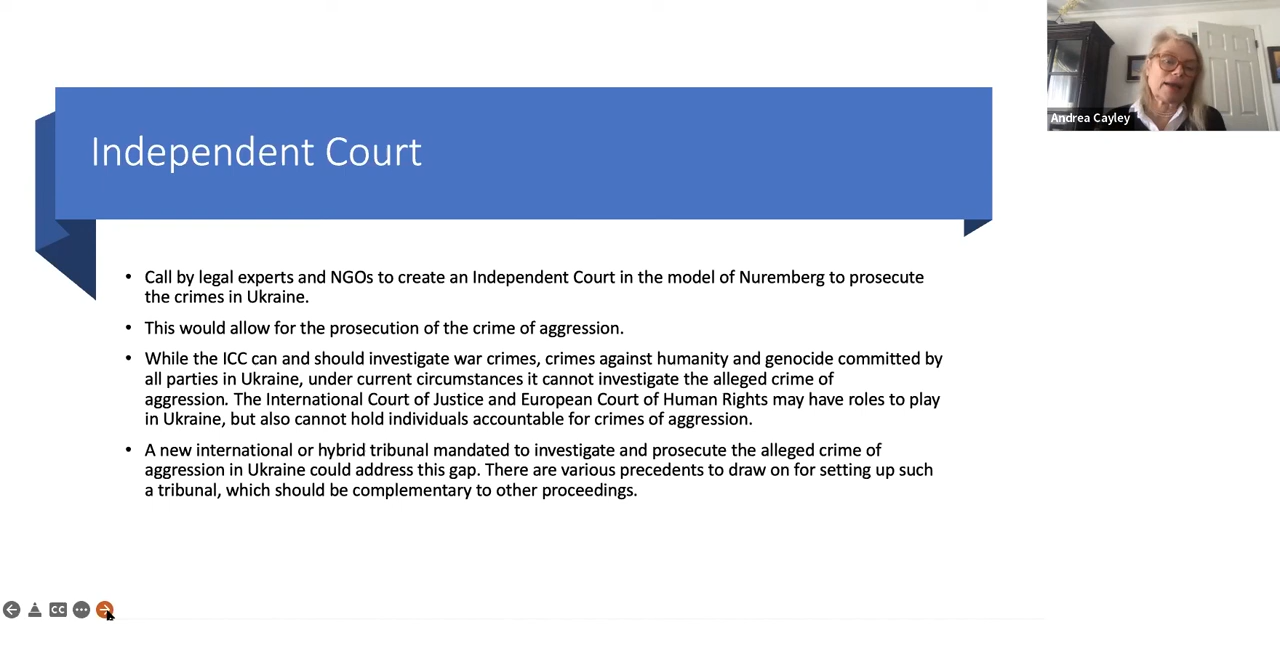 Independent Court
• Call by legal experts and NGOs to create an Independent Court in the model of Nuremberg to prosecute
the crimes in Ukraine.
• This would allow for the prosecution of the crime of aggression.
• While the ICC can and should investigate war crimes, crimes against humanity and genocide committed by
all parties in Ukraine, under current circumstances it cannot investigate the alleged crime of
aggression. The International Court of Justice and European Court of Human Rights may have roles to play
in Ukraine, but also cannot hold individuals accountable for crimes of aggression.
• A new international or hybrid tribunal mandated to investigate and prosecute the alleged crime of
aggression in Ukraine could address this gap. There are various precedents to draw on for setting up such
a tribunal, which should be complementary to other proceedings.
Andrea Cayley
CC